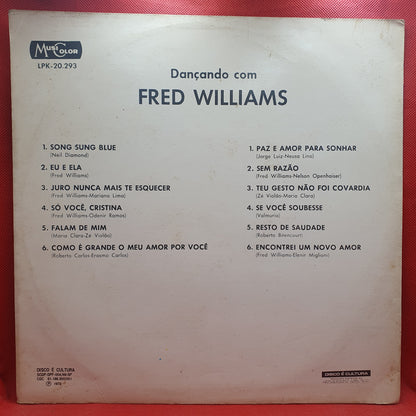 MusiColor
LPK-20.293
Dançando com
FRED WILLIAMS
1. SONG SUNG BLUE
(Neil Diamond)
2. EU E ELA
(Fred Williams)
3. JURO NUNCA MAIS TE ESQUECER
(Fred Williams-Mariano Lima)
4. SÓ VOCÊ, CRISTINA
(Fred Williams-Odenir Ramos)
5. FALAM DE MIM
(Maria Clara-Zé Violão)
6. COMO É GRANDE O MEU AMOR POR VOCÊ
(Roberto Carlos-Erasmo Carlos)
1. PAZ E AMOR PARA SONHAR
(Jorge Luiz-Neusa Lino)
2. SEM RAZÃO
(Fred Williams-Nelson Openhaiser)
3. TEU GESTO NÃO FOI COVARDIA
(Zé Violão-Maria Clara)
4. SE VOCÊ SOUBESSE
(Valmuria)
5. RESTO DE SAUDADE
(Roberto Bitencourt)
6. ENCONTREI UM NOVO AMOR
(Fred Williams-Elenir Migliani)
DISCO É CULTURA
DISCO É CULTURA